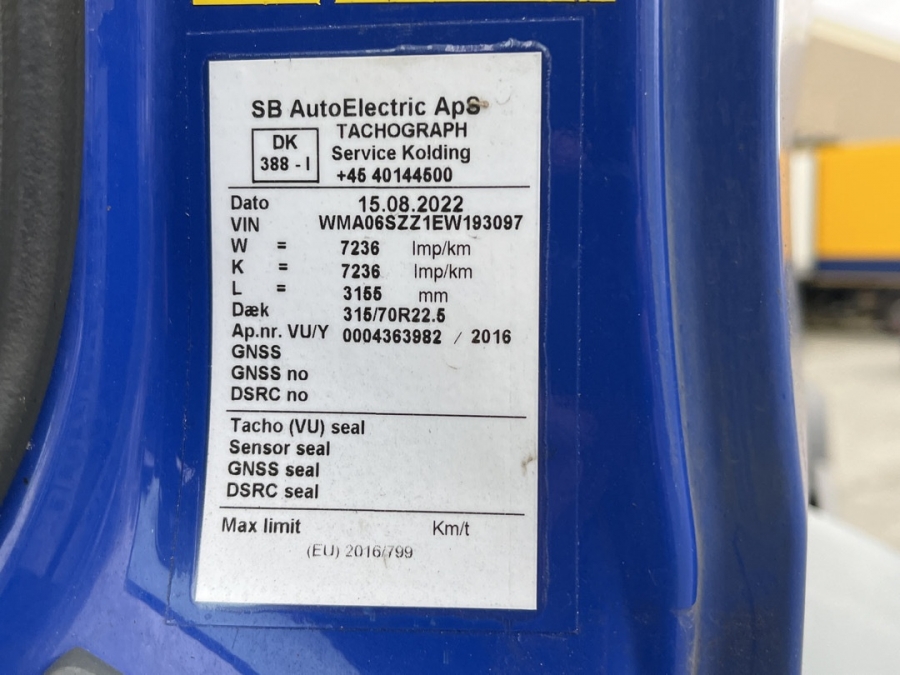 SB AutoElectric ApS
DK
388 - I
TACHOGRAPH
Service Kolding
+45 40144500
Dato 15.08.2022
VIN WMA06SZZ1EW193097
W = 7236 Imp/km
K = 7236 Imp/km
L = 3155 mm
Dæk 315/70R22.5
Ap.nr. VU/Y 0004363982 / 2016
GNSS
GNSS no
DSRC no
Tacho (VU) seal
Sensor seal
GNSS seal
DSRC seal
Max limit Km/t
(EU) 2016/799